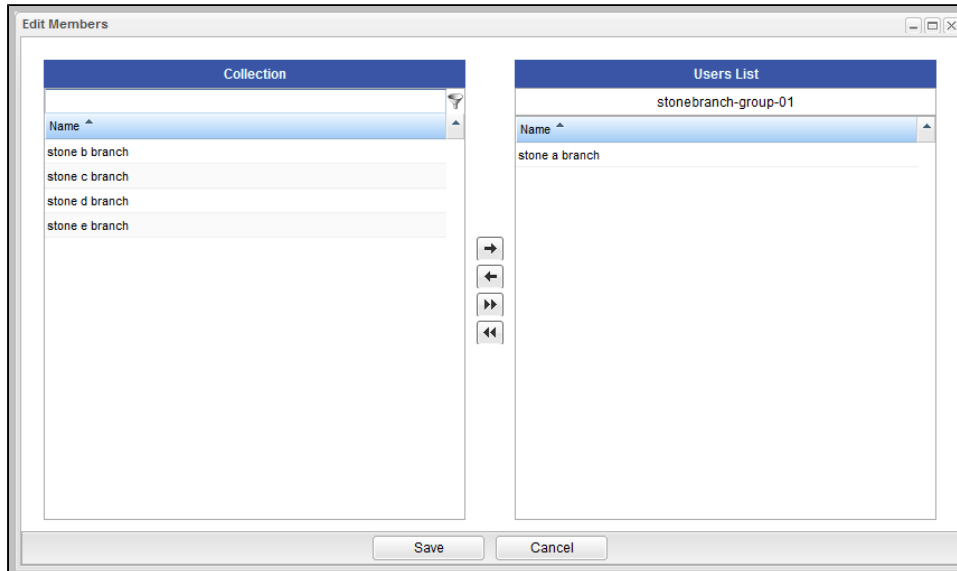 Edit Members
Collection
Users List
stonebranch-group-01
Name
Name
stone b branch
stone a branch
stone c branch
stone d branch
stone e branch
Save
Cancel